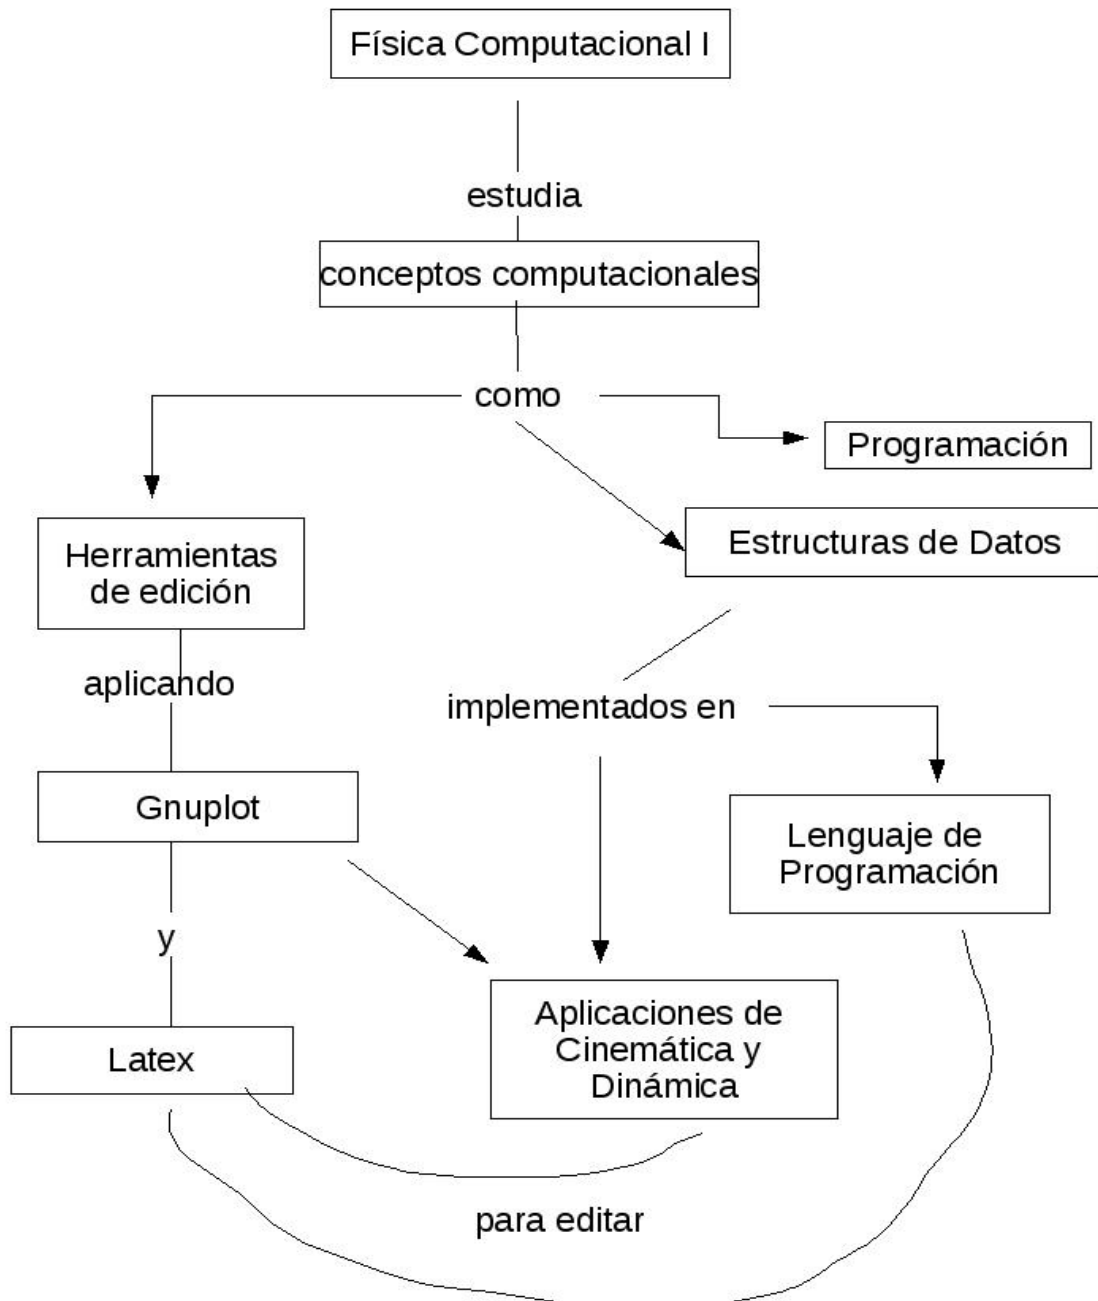 Física Computacional I
estudia
conceptos computacionales
como
Programación
Herramientas
de edición
Estructuras de Datos
aplicando
implementados en
Gnuplot
Lenguaje de
Programación
y
Aplicaciones de
Cinemática y
Dinámica
Latex
para editar